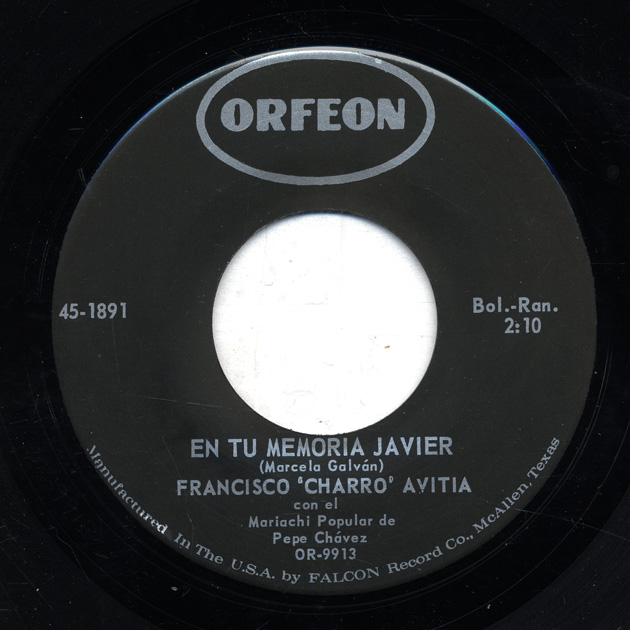 ORFEON
45-1891
Bol.-Ran.
2:10
EN TU MEMORIA JAVIER
(Marcela Galván)
FRANCISCO "CHARRO" AVITIA
con el
Mariachi Popular de
Pepe Chávez
OR-9913
Manufactured In The U.S.A. by FALCON Record Co., McAllen, Texas